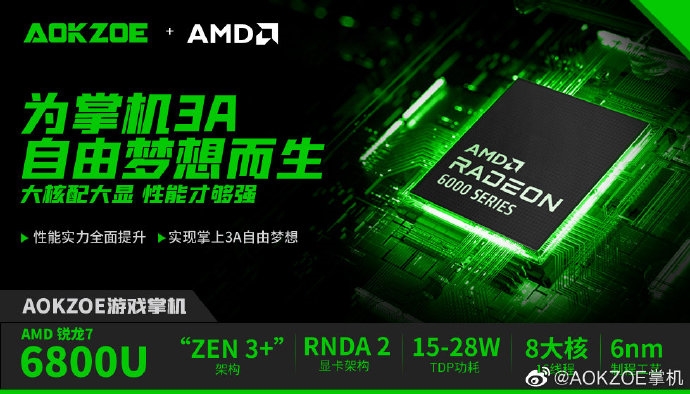 AOKZOE + AMD
为掌机3A
自由梦想而生
大核配大显 性能才够强
性能实力全面提升 实现掌上3A自由梦想
AMD
RADEON
6000 SERIES
AOKZOE游戏掌机
AMD 锐龙7
6800U
“ZEN 3+”
架构
RNDA 2
显卡架构
15-28W
TDP功耗
8大核
6nm
@AOKZOE掌机